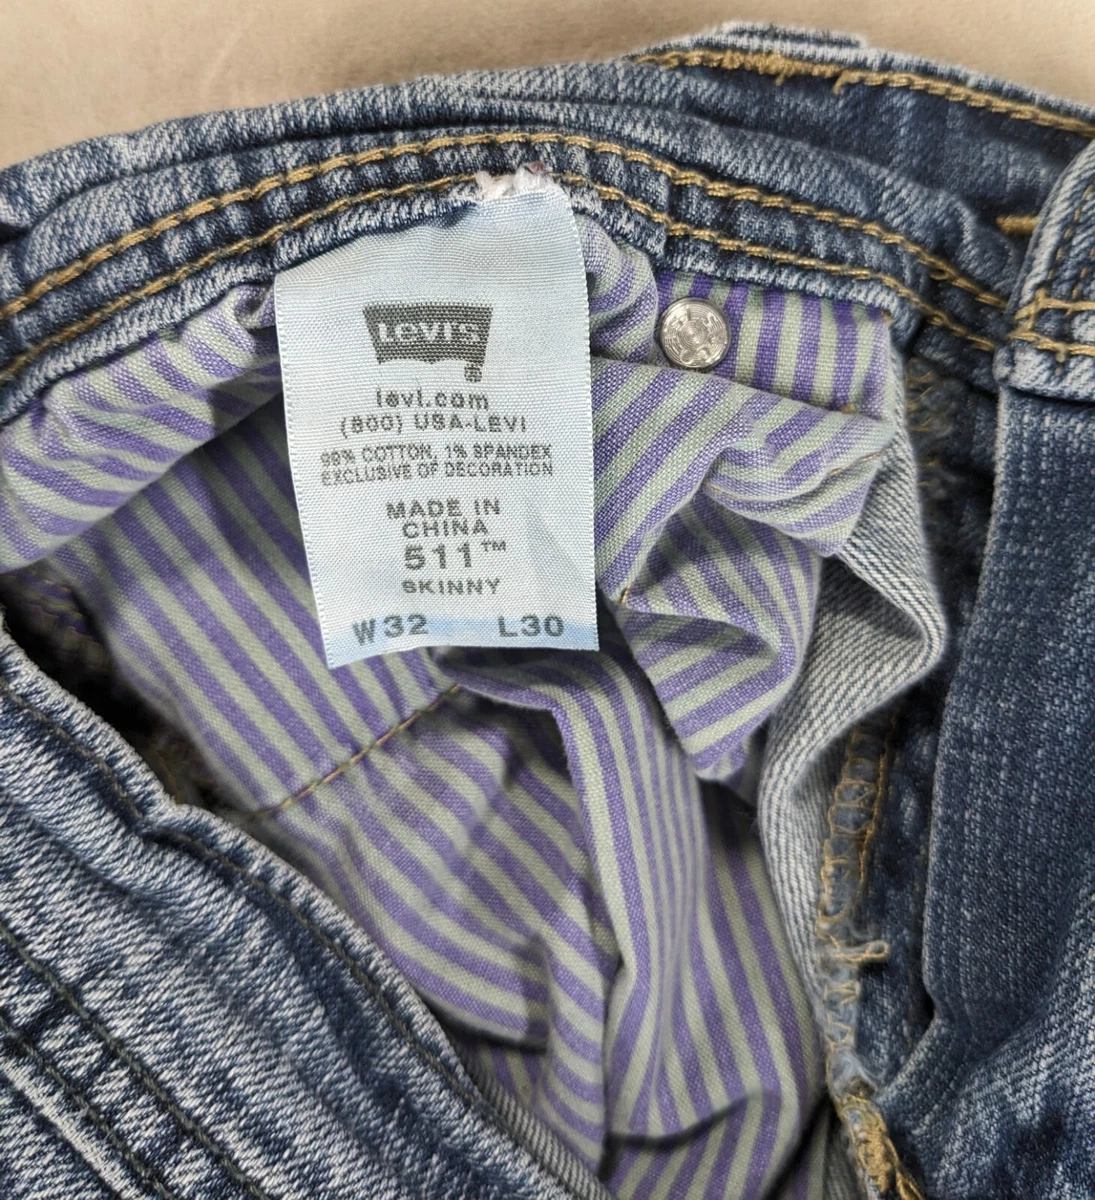 LEVI'S
®
levi.com
(800) USA-LEVI
99% COTTON, 1% SPANDEX
EXCLUSIVE OF DECORATION
MADE IN
CHINA
511™
SKINNY
W32 L30